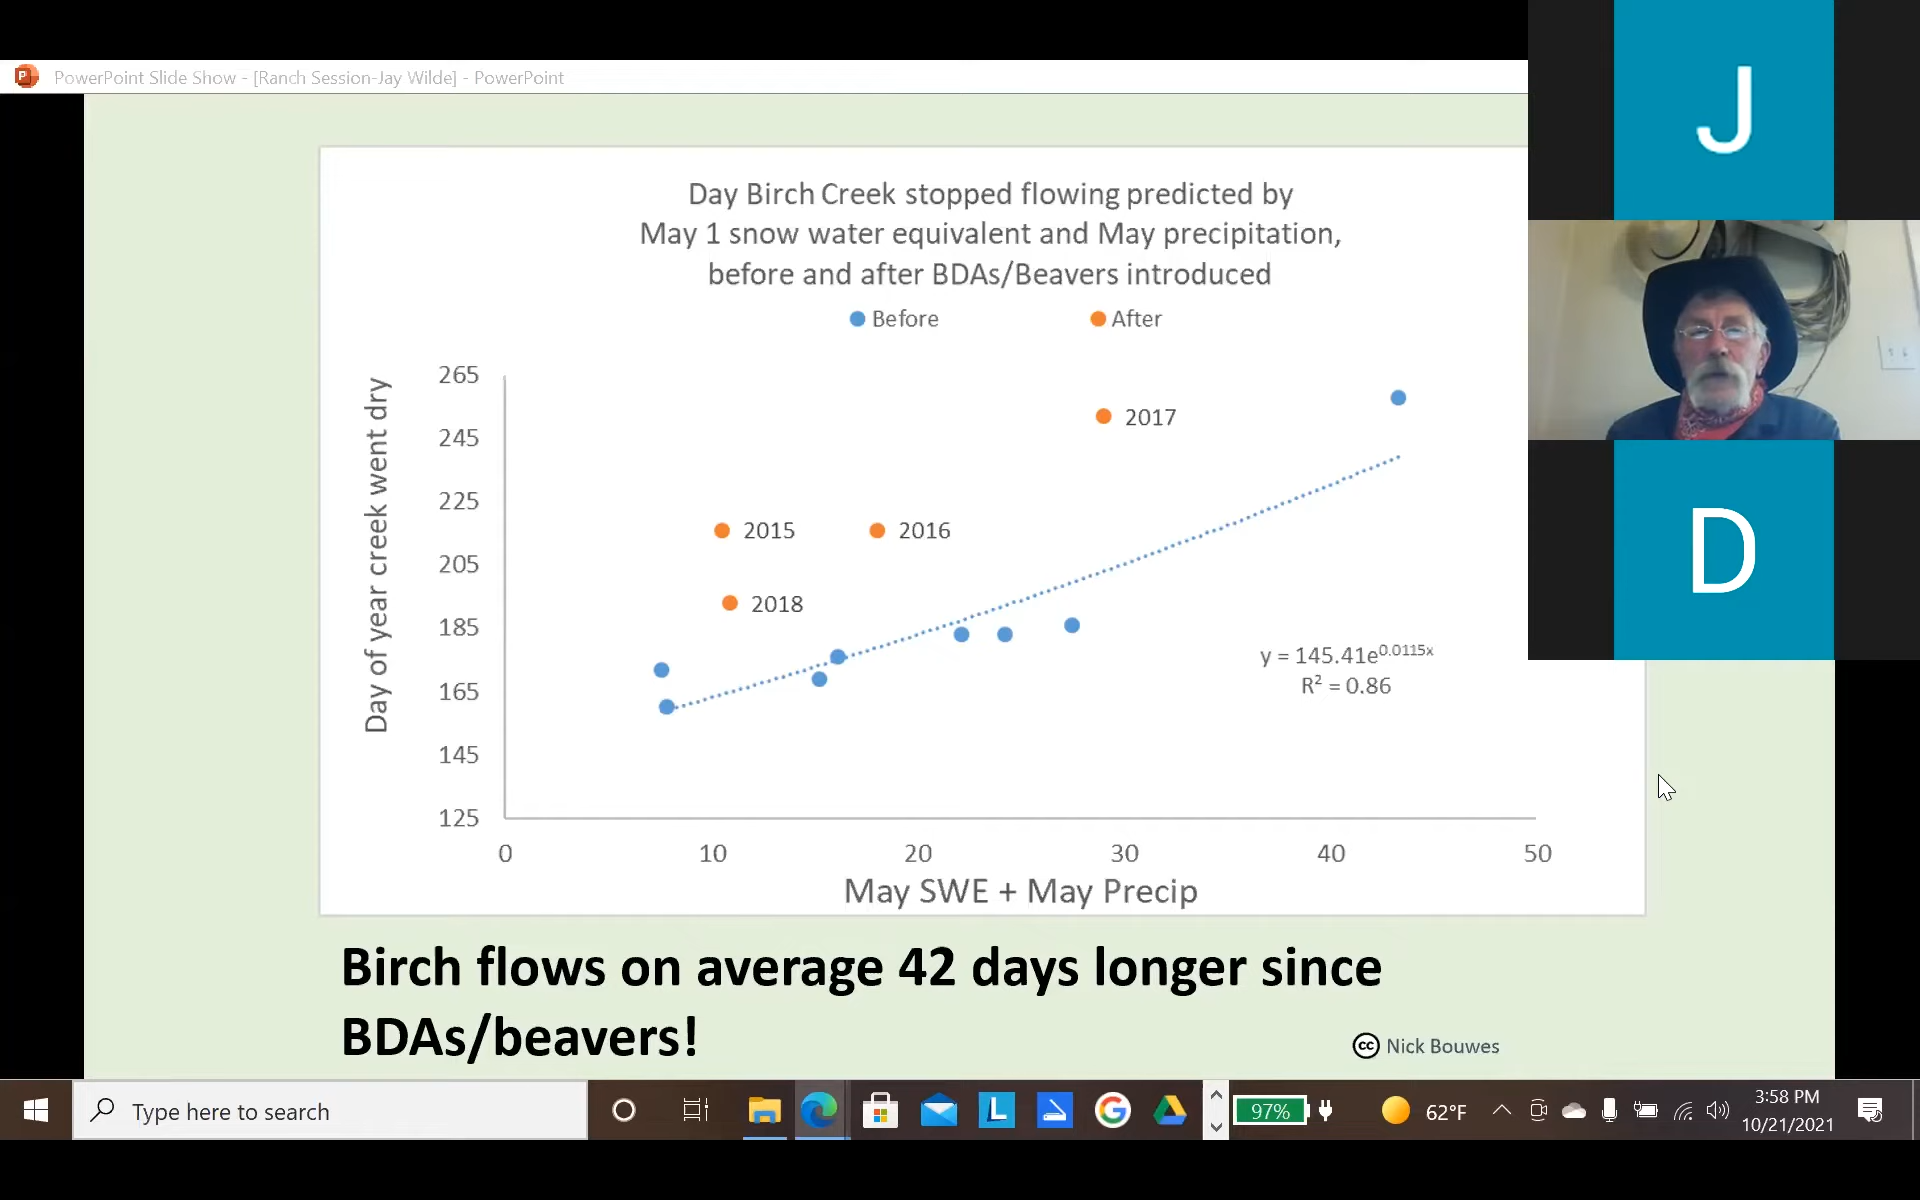 PowerPoint Slide Show - [Ranch Session-Jay Wilde] - PowerPoint
J
Day Birch Creek stopped flowing predicted by
May 1 snow water equivalent and May precipitation,
before and after BDAs/Beavers introduced
Before After
Day of year creek went dry
265
245
225
205
185
165
145
125
2017
2015
2016
2018
y = 145.41e^0.0115x
R² = 0.86
0 10 20 30 40 50
May SWE + May Precip
D
Birch flows on average 42 days longer since
BDAs/beavers!
cc Nick Bouwes
Type here to search
L
G
97%
62°F
3:58 PM
10/21/2021